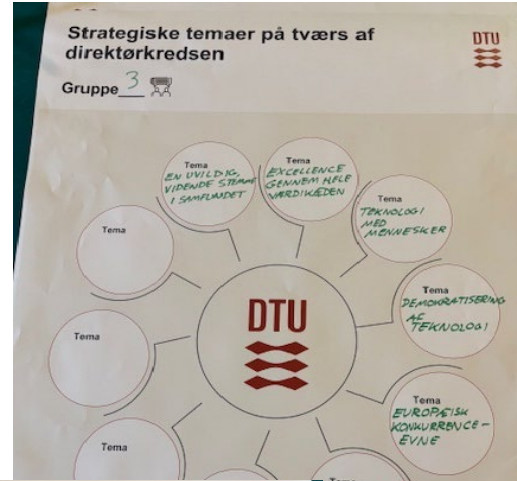 Strategiske temaer på tværs af
direktørkredsen
DTU
Gruppe 3
Tema
EN UVILDIG,
VIDENDE STEMME
I SAMFUNDET
Tema
EXCELLENCE
GENNEM HELE
VÆRDIKÆDEN
Tema
TEKNOLOGI
MED
MENNESKER
Tema
DEMOKRATISERING
AF
TEKNOLOGI
Tema
EUROPÆISK
KONKURRENCE-
EVNE
Tema
Tema
Tema
Tema
DTU